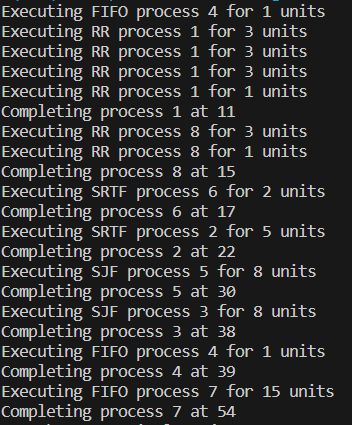 Executing FIFO process 4 for 1 units
Executing RR process 1 for 3 units
Executing RR process 1 for 3 units
Executing RR process 1 for 3 units
Executing RR process 1 for 1 units
Completing process 1 at 11
Executing RR process 8 for 3 units
Executing RR process 8 for 1 units
Completing process 8 at 15
Executing SRTF process 6 for 2 units
Completing process 6 at 17
Executing SRTF process 2 for 5 units
Completing process 2 at 22
Executing SJF process 5 for 8 units
Completing process 5 at 30
Executing SJF process 3 for 8 units
Completing process 3 at 38
Executing FIFO process 4 for 1 units
Completing process 4 at 39
Executing FIFO process 7 for 15 units
Completing process 7 at 54